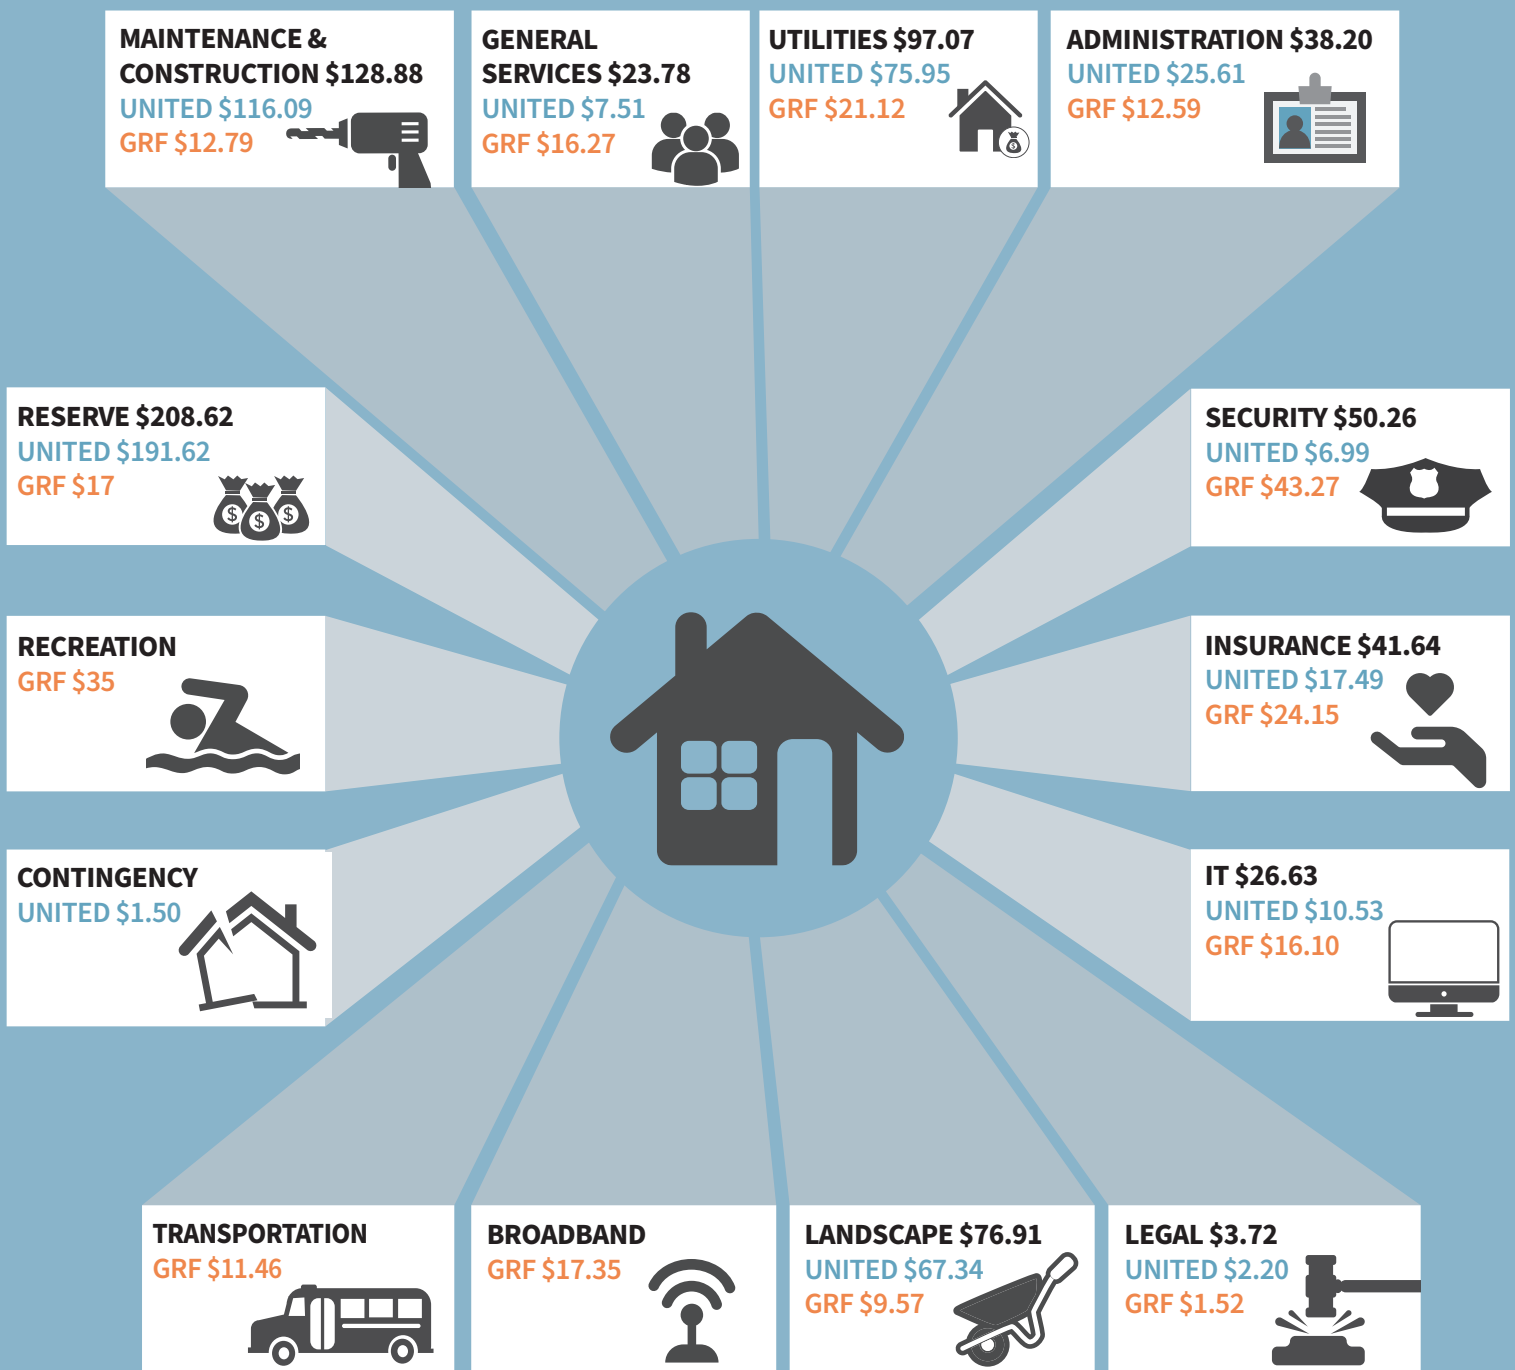 MAINTENANCE &
CONSTRUCTION $128.88
UNITED $116.09
GRF $12.79
GENERAL
SERVICES $23.78
UNITED $7.51
GRF $16.27
UTILITIES $97.07
UNITED $75.95
GRF $21.12
$
ADMINISTRATION $38.20
UNITED $25.61
GRF $12.59
RESERVE $208.62
UNITED $191.62
GRF $17
$ $ $
SECURITY $50.26
UNITED $6.99
GRF $43.27
RECREATION
GRF $35
INSURANCE $41.64
UNITED $17.49
GRF $24.15
CONTINGENCY
UNITED $1.50
IT $26.63
UNITED $10.53
GRF $16.10
TRANSPORTATION
GRF $11.46
BROADBAND
GRF $17.35
LANDSCAPE $76.91
UNITED $67.34
GRF $9.57
LEGAL $3.72
UNITED $2.20
GRF $1.52